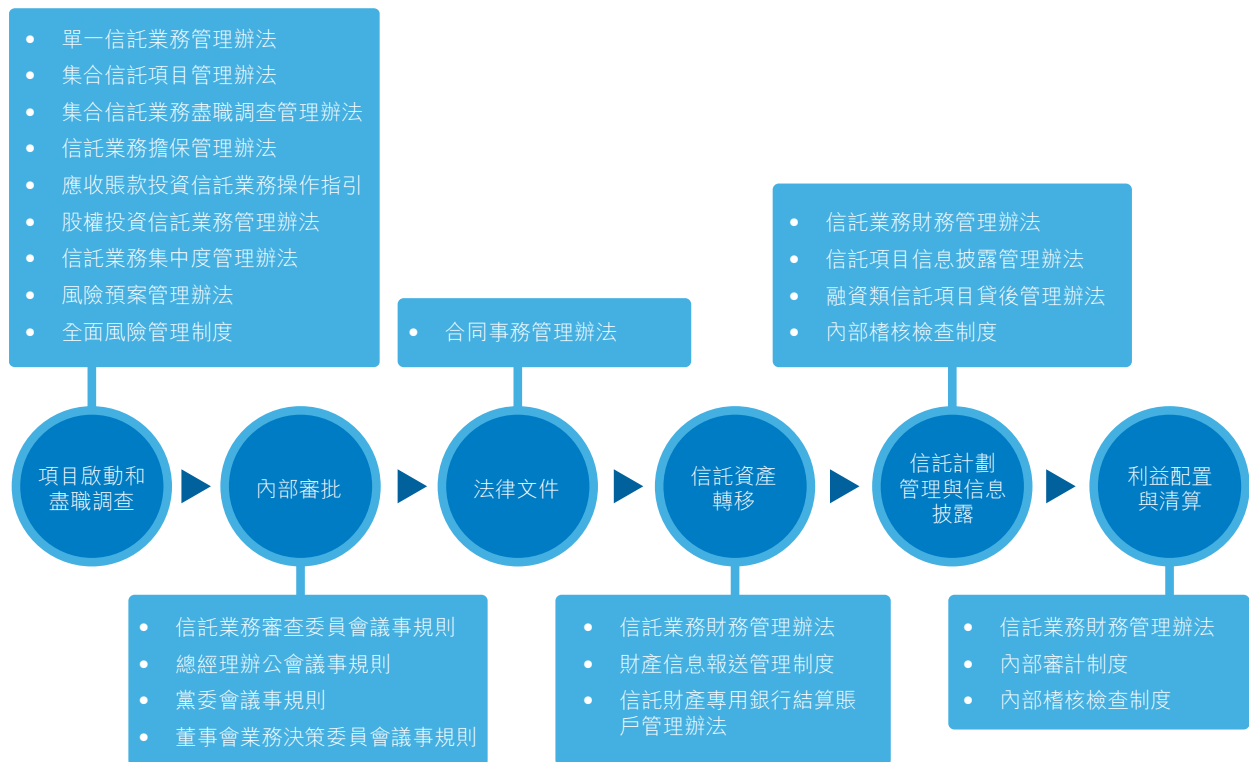 • 單一信託業務管理辦法
• 集合信託項目管理辦法
• 集合信託業務盡職調查管理辦法
• 信託業務擔保管理辦法
• 應收賬款投資信託業務操作指引
• 股權投資信託業務管理辦法
• 信託業務集中度管理辦法
• 風險預案管理辦法
• 全面風險管理制度
• 合同事務管理辦法
• 信託業務財務管理辦法
• 信託項目信息披露管理辦法
• 融資類信託項目貸後管理辦法
• 內部稽核檢查制度
項目啟動和
盡職調查
內部審批
法律文件
信託資產
轉移
信託計劃
管理與信息
披露
利益配置
與清算
• 信託業務審查委員會議事規則
• 總經理辦公會議事規則
• 黨委會議事規則
• 董事會業務決策委員會議事規則
• 信託業務財務管理辦法
• 財產信息報送管理制度
• 信託財產專用銀行結算賬
戶管理辦法
• 信託業務財務管理辦法
• 內部審計制度
• 內部稽核檢查制度